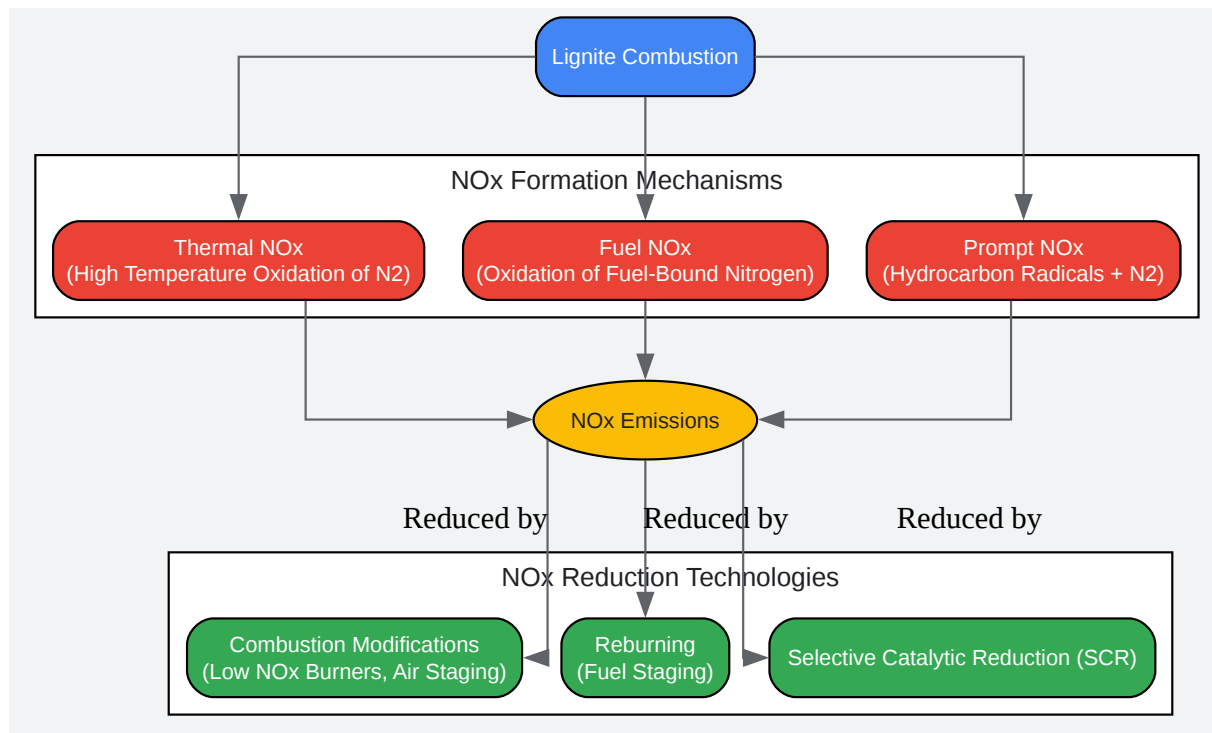 Lignite Combustion
NOx Formation Mechanisms
Thermal NOx
(High Temperature Oxidation of N2)
Fuel NOx
(Oxidation of Fuel-Bound Nitrogen)
Prompt NOx
(Hydrocarbon Radicals + N2)
NOx Emissions
Reduced by
Reduced by
Reduced by
NOx Reduction Technologies
Combustion Modifications
(Low NOx Burners, Air Staging)
Reburning
(Fuel Staging)
Selective Catalytic Reduction (SCR)